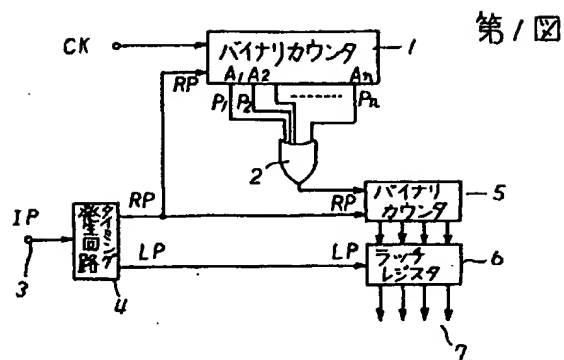 第1図
CK
バイナリカウンタ
1
RP
A1 A2 An
P1 P2 Pn
2
RP
RP
バイナリ
カウンタ
5
IP
タイミング
発生回路
LP
LP
ラッチ
レジスタ
6
3
4
7